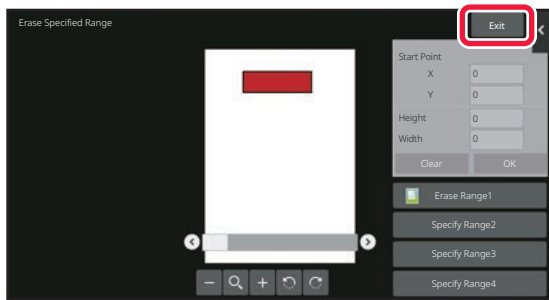 Erase Specified Range
Exit
Start Point
X 0
Y 0
Height 0
Width 0
Clear OK
Erase Range1
Specify Range2
Specify Range3
Specify Range4